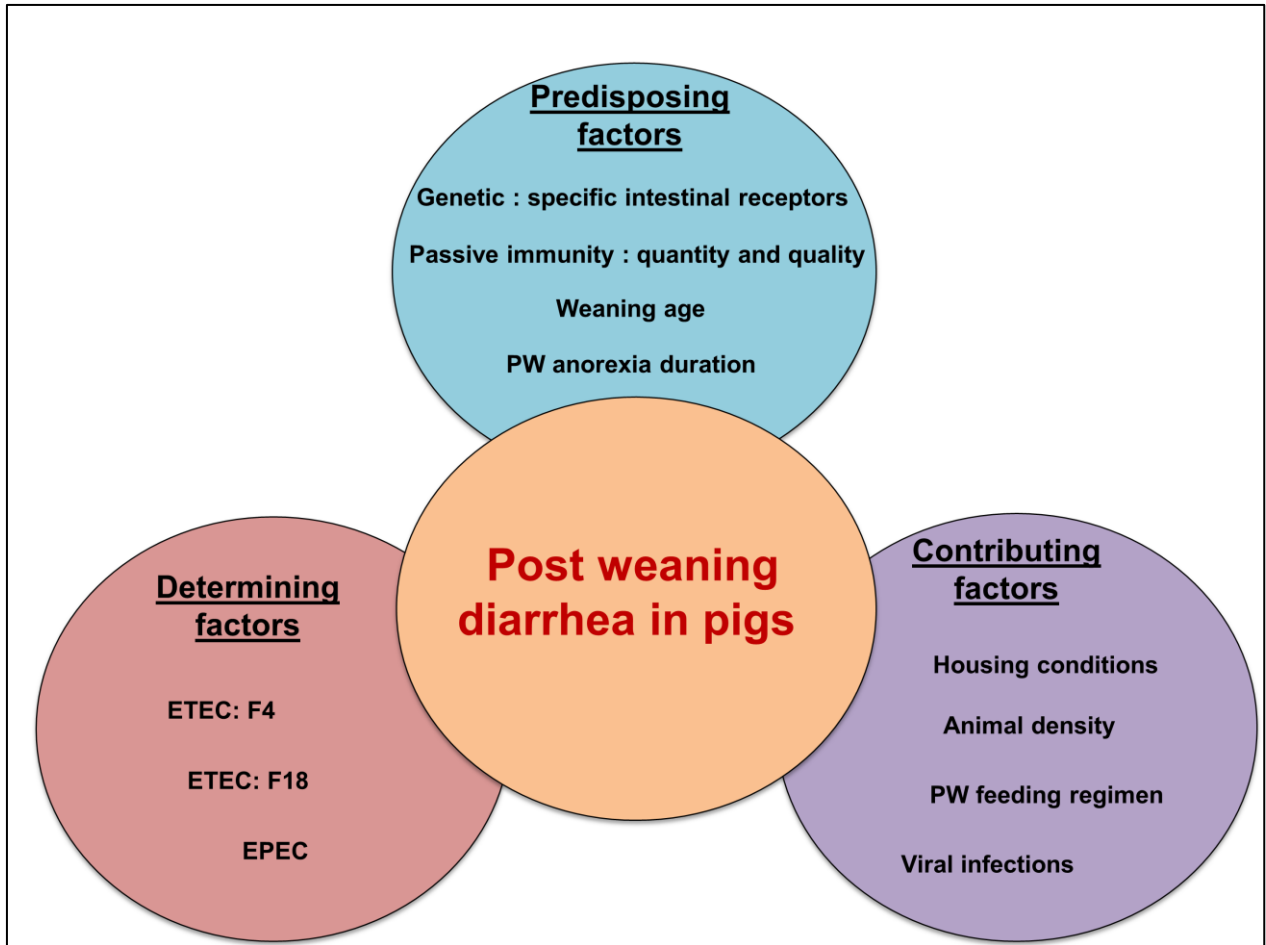 Predisposing
factors
Genetic : specific intestinal receptors
Passive immunity : quantity and quality
Weaning age
PW anorexia duration
Post weaning
diarrhea in pigs
Determining
factors
ETEC: F4
ETEC: F18
EPEC
Contributing
factors
Housing conditions
Animal density
PW feeding regimen
Viral infections